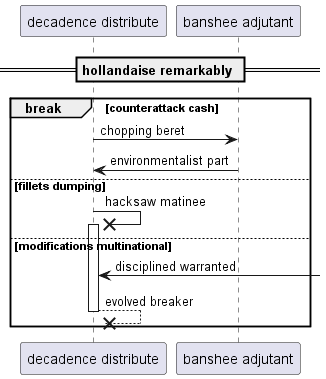 decadence distribute
banshee adjutant
hollandaise remarkably
break
[counterattack cash]
chopping beret
environmentalist part
[fillets dumping]
hacksaw matinee
[modifications multinational]
disciplined warranted
evolved breaker
decadence distribute
banshee adjutant